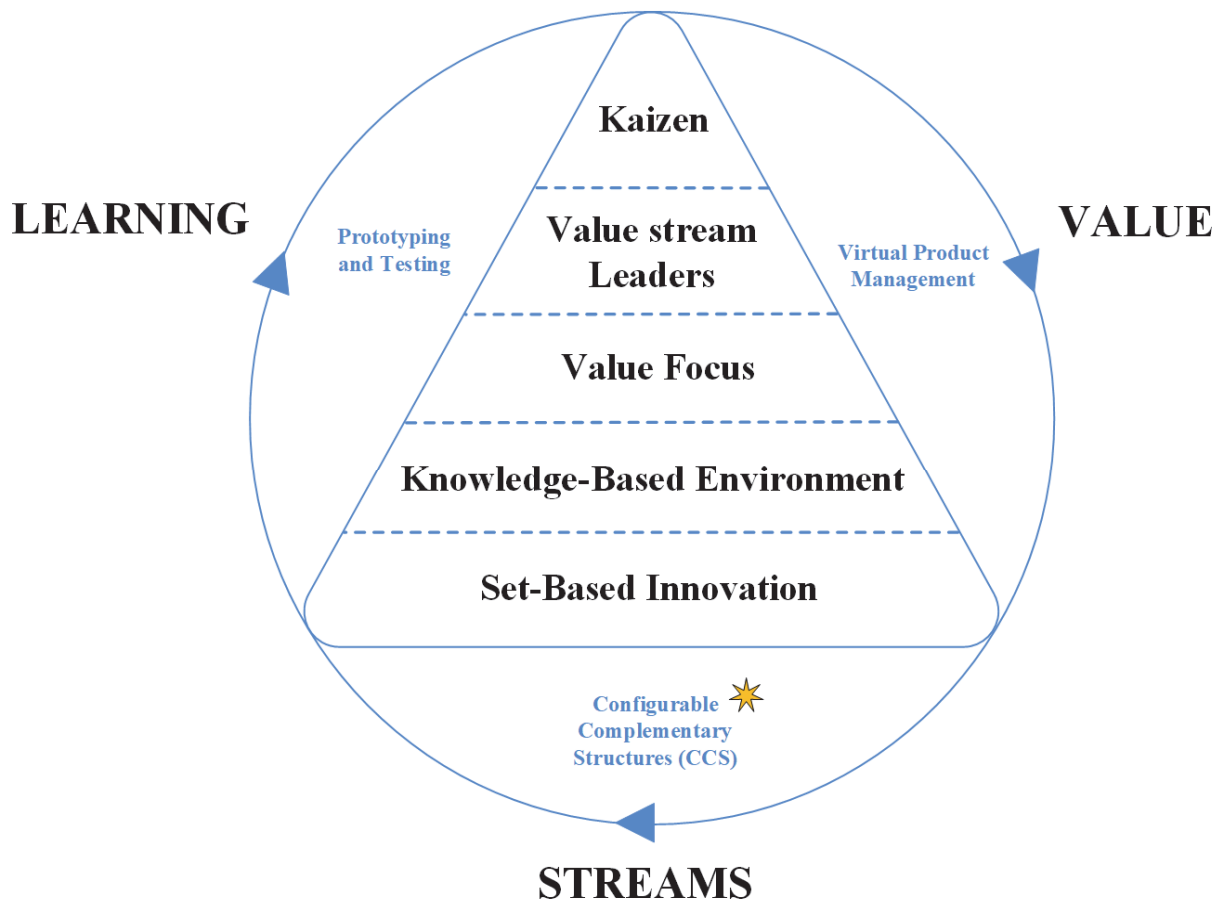 Kaizen
LEARNING
VALUE
Prototyping
and Testing
Value stream
Leaders
Virtual Product
Management
Value Focus
Knowledge-Based Environment
Set-Based Innovation
Configurable
Complementary
Structures (CCS)
STREAMS